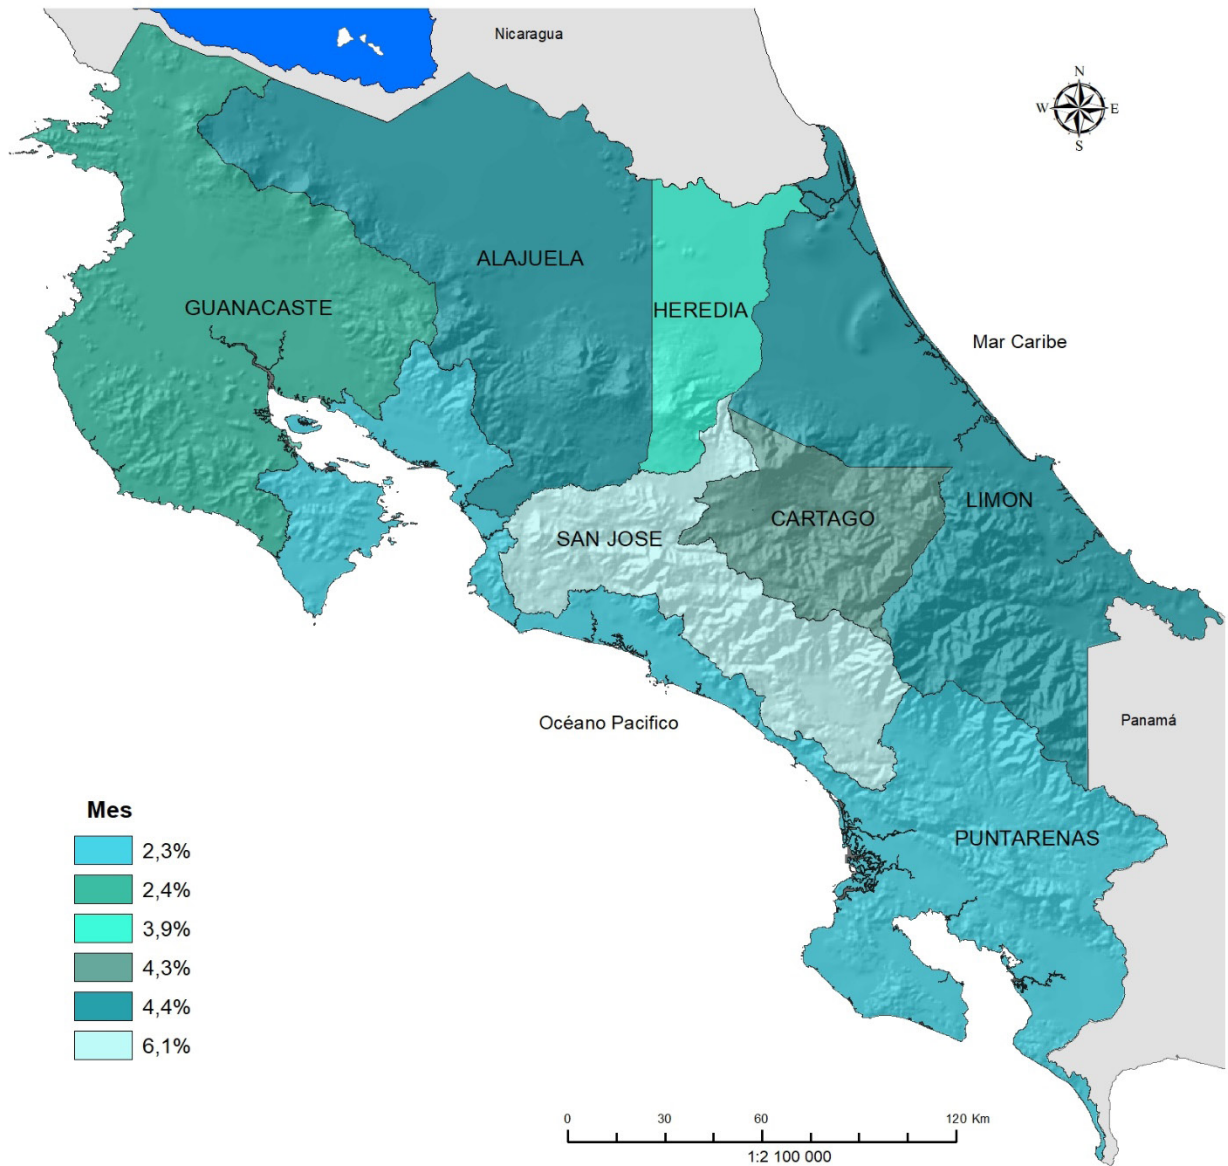 Nicaragua
N
W
E
S
ALAJUELA
GUANACASTE
HEREDIA
Mar Caribe
LIMON
CARTAGO
SAN JOSE
Océano Pacifico
Panamá
PUNTARENAS
Mes
2,3%
2,4%
3,9%
4,3%
4,4%
6,1%
0 30 60 120 Km
1:2 100 000